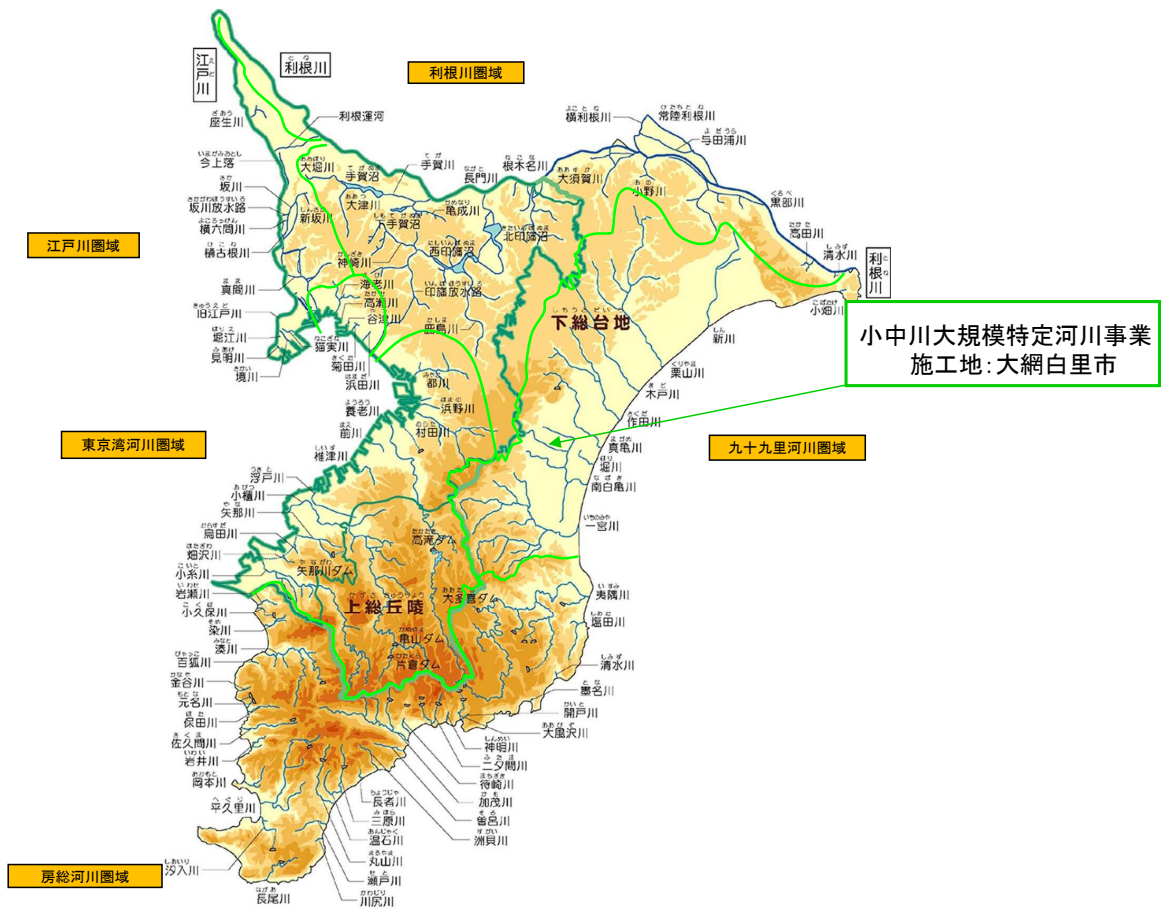 江戸川
利根川
利根川圏域
座生川
利根運河
横利根川
常陸利根川
与田浦川
今上落
大堀川
手賀沼
手賀川
長門川
根木名川
大須賀川
小野川
黒部川
坂川
坂川放水路
新坂川
大津川
下手賀沼
亀成川
北印旛沼
高田川
清水川
利根川
横六間川
江戸川圏域
樋古根川
神崎川
西印旛沼
真間川
海老川
印旛放水路
高瀬川
旧江戸川
谷津川
鹿島川
下総台地
小畑川
堀江川
猫実川
新川
見明川
菊田川
境川
浜田川
都川
栗山川
小中川大規模特定河川事業
施工地:大網白里市
木戸川
養老川
浜野川
作田川
東京湾河川圏域
前川
村田川
真亀川
九十九里河川圏域
椎津川
堀川
浮戸川
南白亀川
小櫃川
矢那川
一宮川
烏田川
高滝ダム
畑沢川
矢那川ダム
小糸川
岩瀬川
上総丘陵
大多喜ダム
夷隅川
小久保川
塩田川
染川
亀山ダム
湊川
片倉ダム
清水川
百狐川
金谷川
墨名川
元名川
開戸川
保田川
大風沢川
佐久間川
神明川
岩井川
二夕間川
岡本川
待崎川
長者川
加茂川
平久里川
三原川
曽呂川
温石川
洲貝川
丸山川
房総河川圏域
汐入川
瀬戸川
長尾川
川尻川